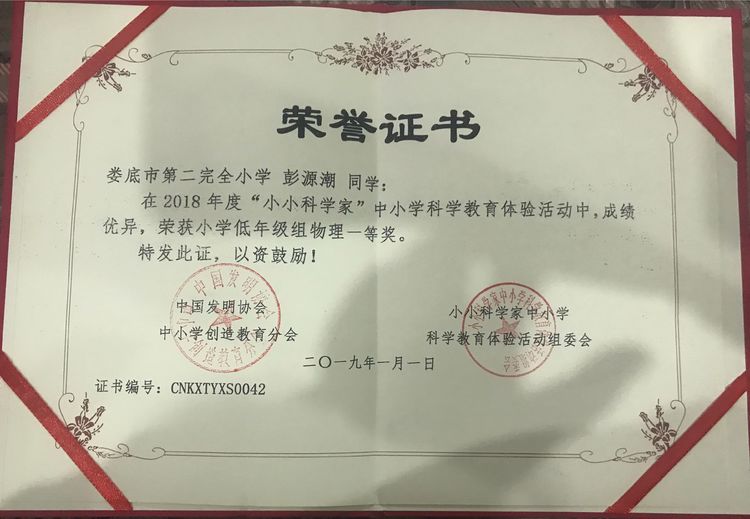 荣誉证书
娄底市第二完全小学 彭源潮 同学：
在2018年度“小小科学家”中小学科学教育体验活动中，成绩
优异，荣获小学低年级组物理一等奖。
特发此证，以资鼓励！
中国发明协会
中小学创造教育分会
小小科学家中小学
科学教育体验活动组委会
二〇一九年一月一日
证书编号：CNKXTYXS0042